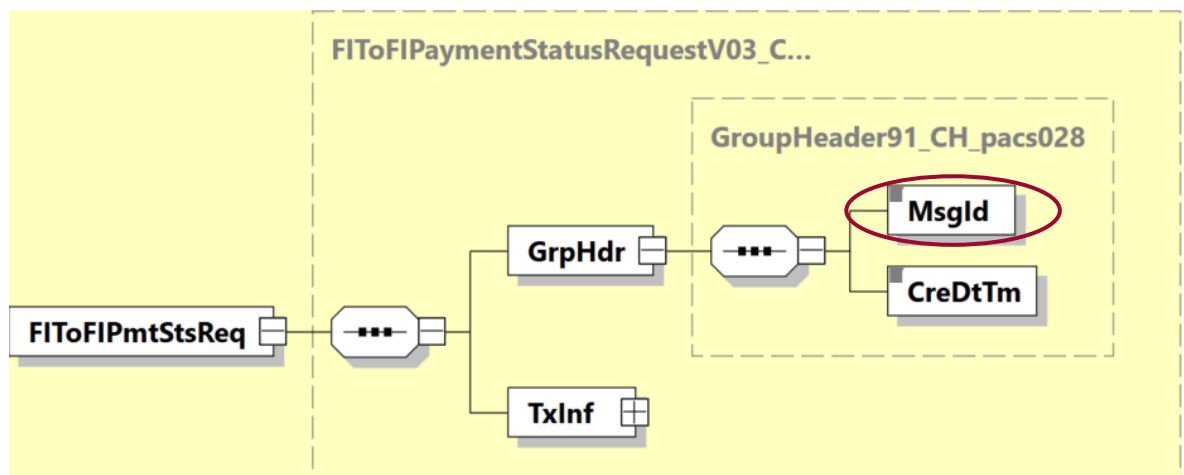 FIToFIPaymentStatusRequestV03_C...
GroupHeader91_CH_pacs028
MsgId
GrpHdr
CreDtTm
FIToFIPmtStsReq
TxInf